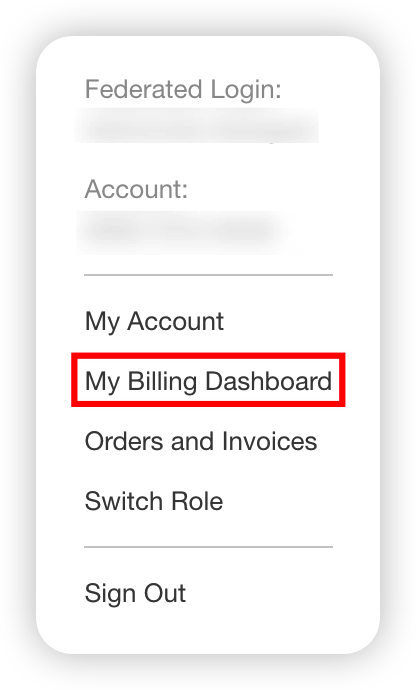 Federated Login:
Account:
My Account
My Billing Dashboard
Orders and Invoices
Switch Role
Sign Out